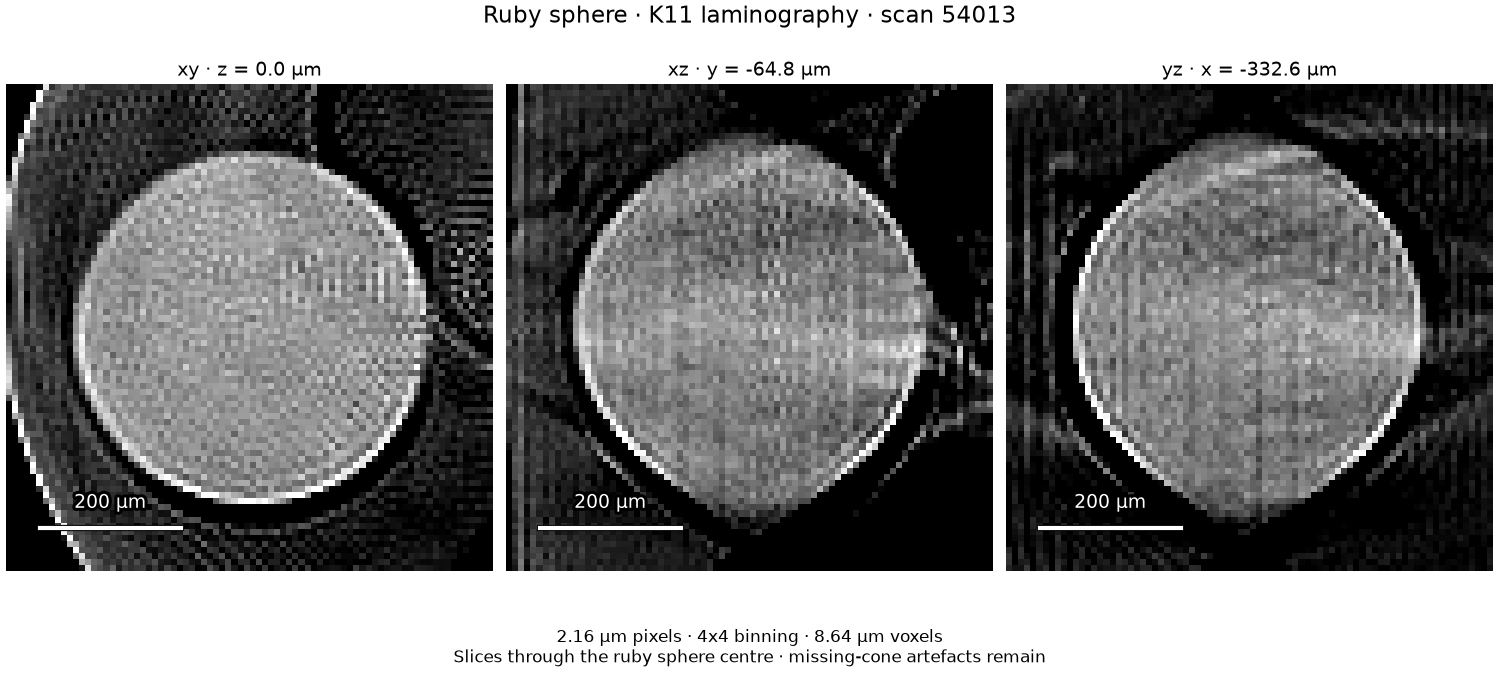 Ruby sphere · K11 laminography · scan 54013
xy · z = 0.0 μm
xz · y = -64.8 μm
yz · x = -332.6 μm
200 μm
200 μm
200 μm
2.16 μm pixels · 4x4 binning · 8.64 μm voxels
Slices through the ruby sphere centre · missing-cone artefacts remain